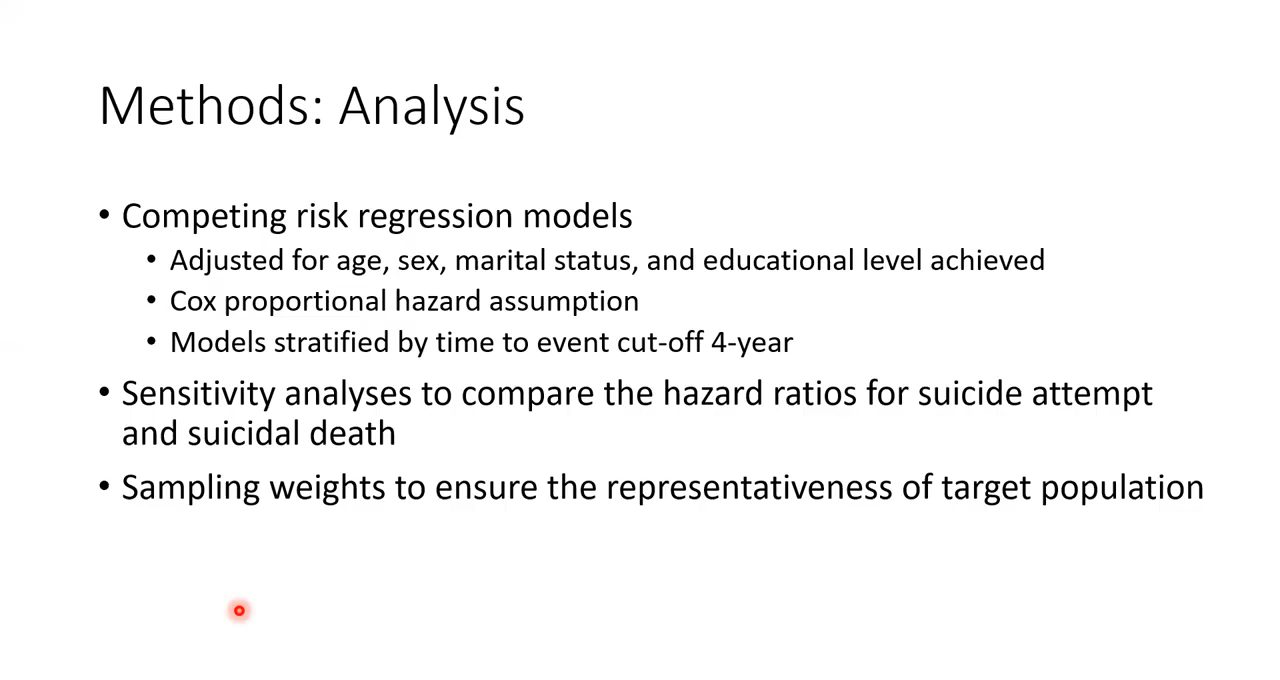 Methods: Analysis
• Competing risk regression models
• Adjusted for age, sex, marital status, and educational level achieved
• Cox proportional hazard assumption
• Models stratified by time to event cut-off 4-year
• Sensitivity analyses to compare the hazard ratios for suicide attempt
and suicidal death
• Sampling weights to ensure the representativeness of target population